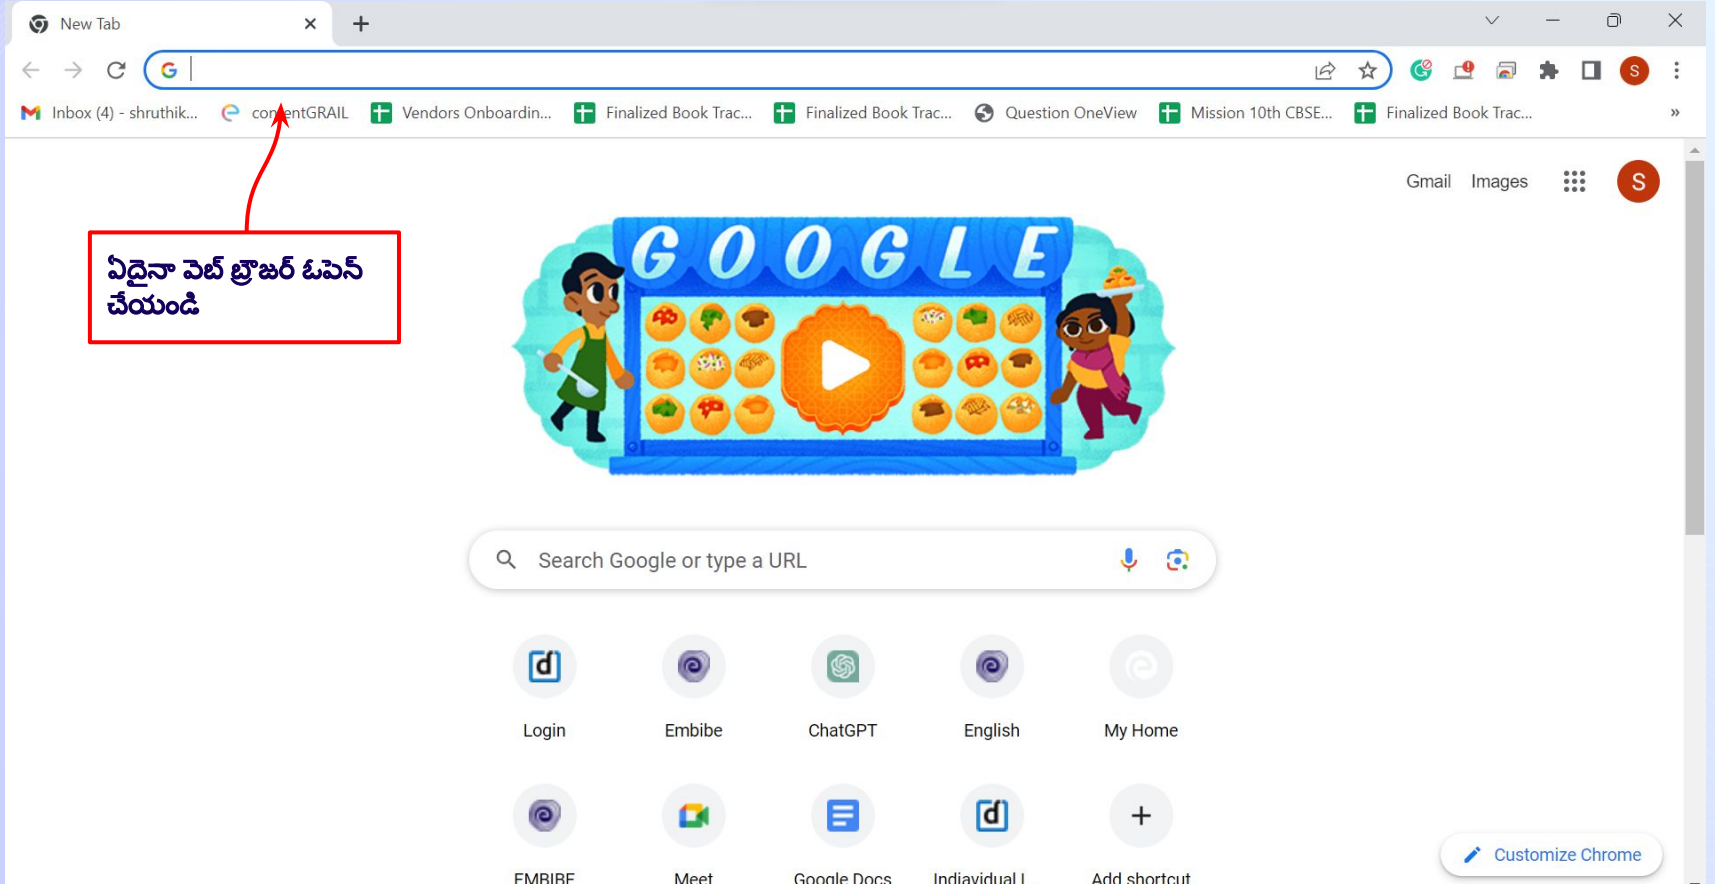 New Tab
Inbox (4) - shruthik...
contentGRAIL
Vendors Onboardin...
Finalized Book Trac...
Finalized Book Trac...
Question OneView
Mission 10th CBSE...
Finalized Book Trac...
Gmail
Images
S
S
ఏదైనా వెబ్ బ్రౌజర్ ఓపెన్
చేయండి
GOOGLE
Search Google or type a URL
Login
Embibe
ChatGPT
English
My Home
EMBIBE
Meet
Google Docs
Indiavidual L...
Add shortcut
Customize Chrome